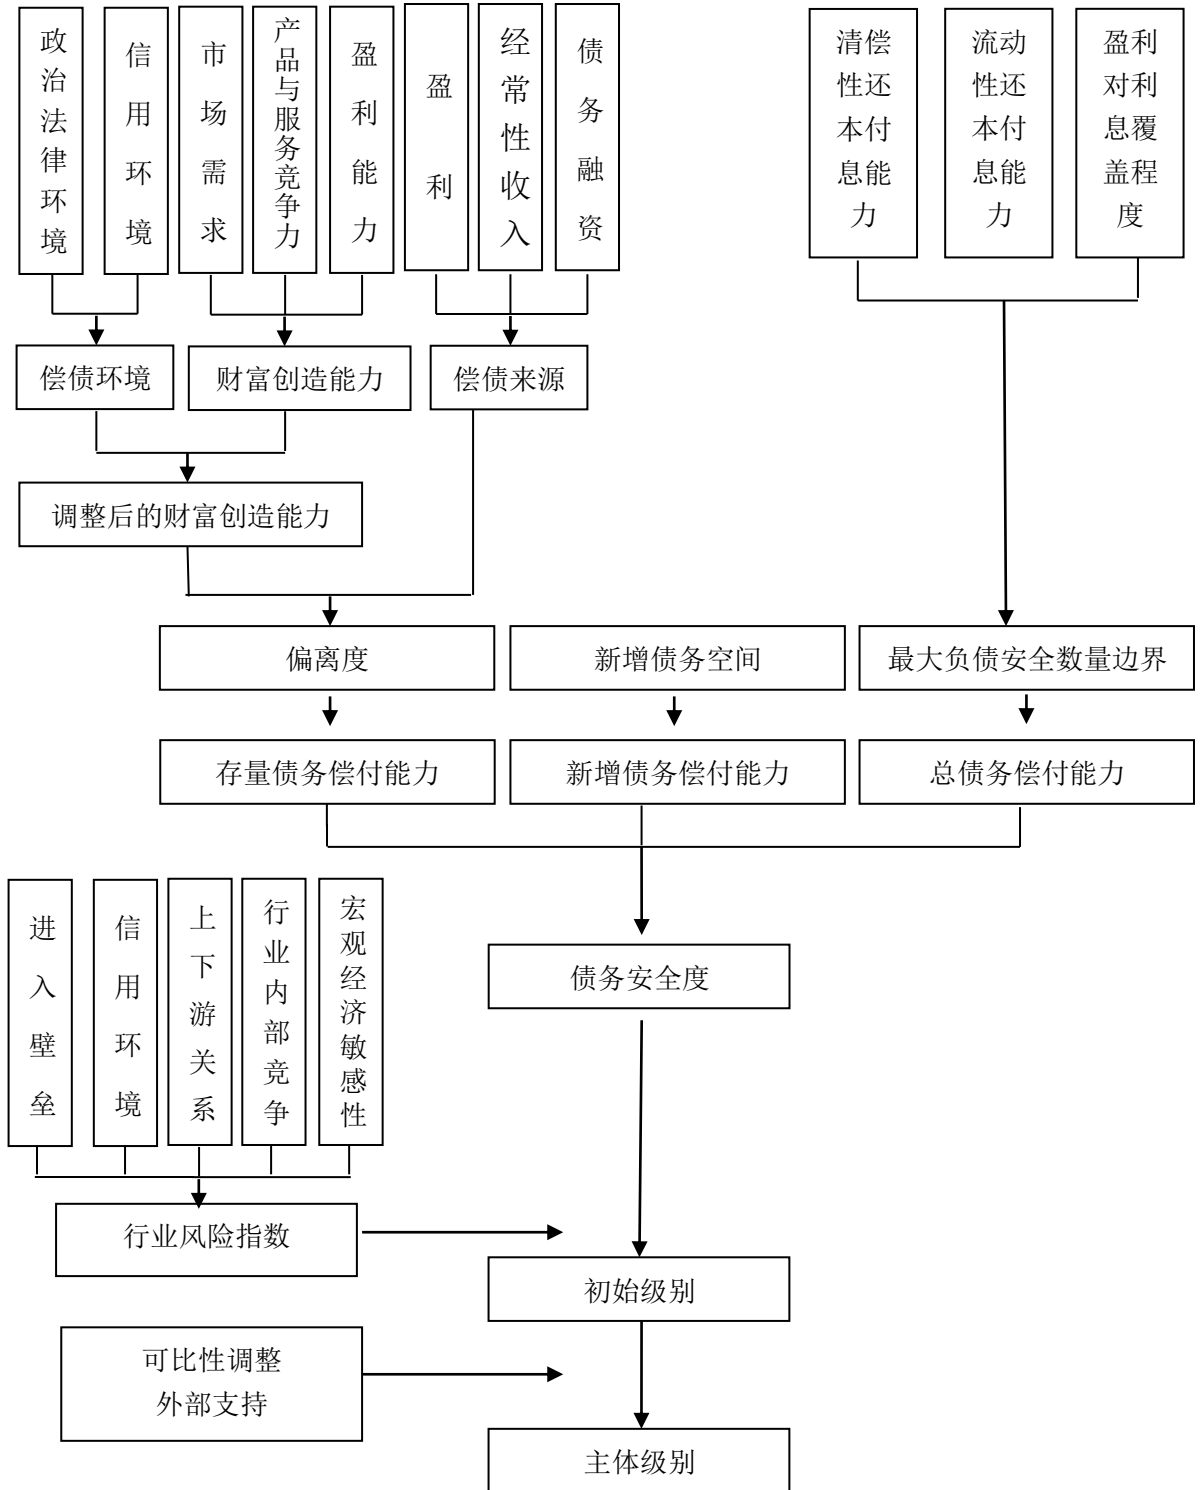 政治法律环境
信用环境
市场需求
产品与服务竞争力
盈利能力
盈利
经常性收入
债务融资
清偿
性还
本付
息能
力
流动
性还
本付
息能
力
盈利
对利
息覆
盖程
度
偿债环境
财富创造能力
偿债来源
调整后的财富创造能力
偏离度
新增债务空间
最大负债安全数量边界
存量债务偿付能力
新增债务偿付能力
总债务偿付能力
进入壁垒
信用环境
上下游关系
行业内部竞争
宏观经济敏感性
债务安全度
行业风险指数
初始级别
可比性调整
外部支持
主体级别